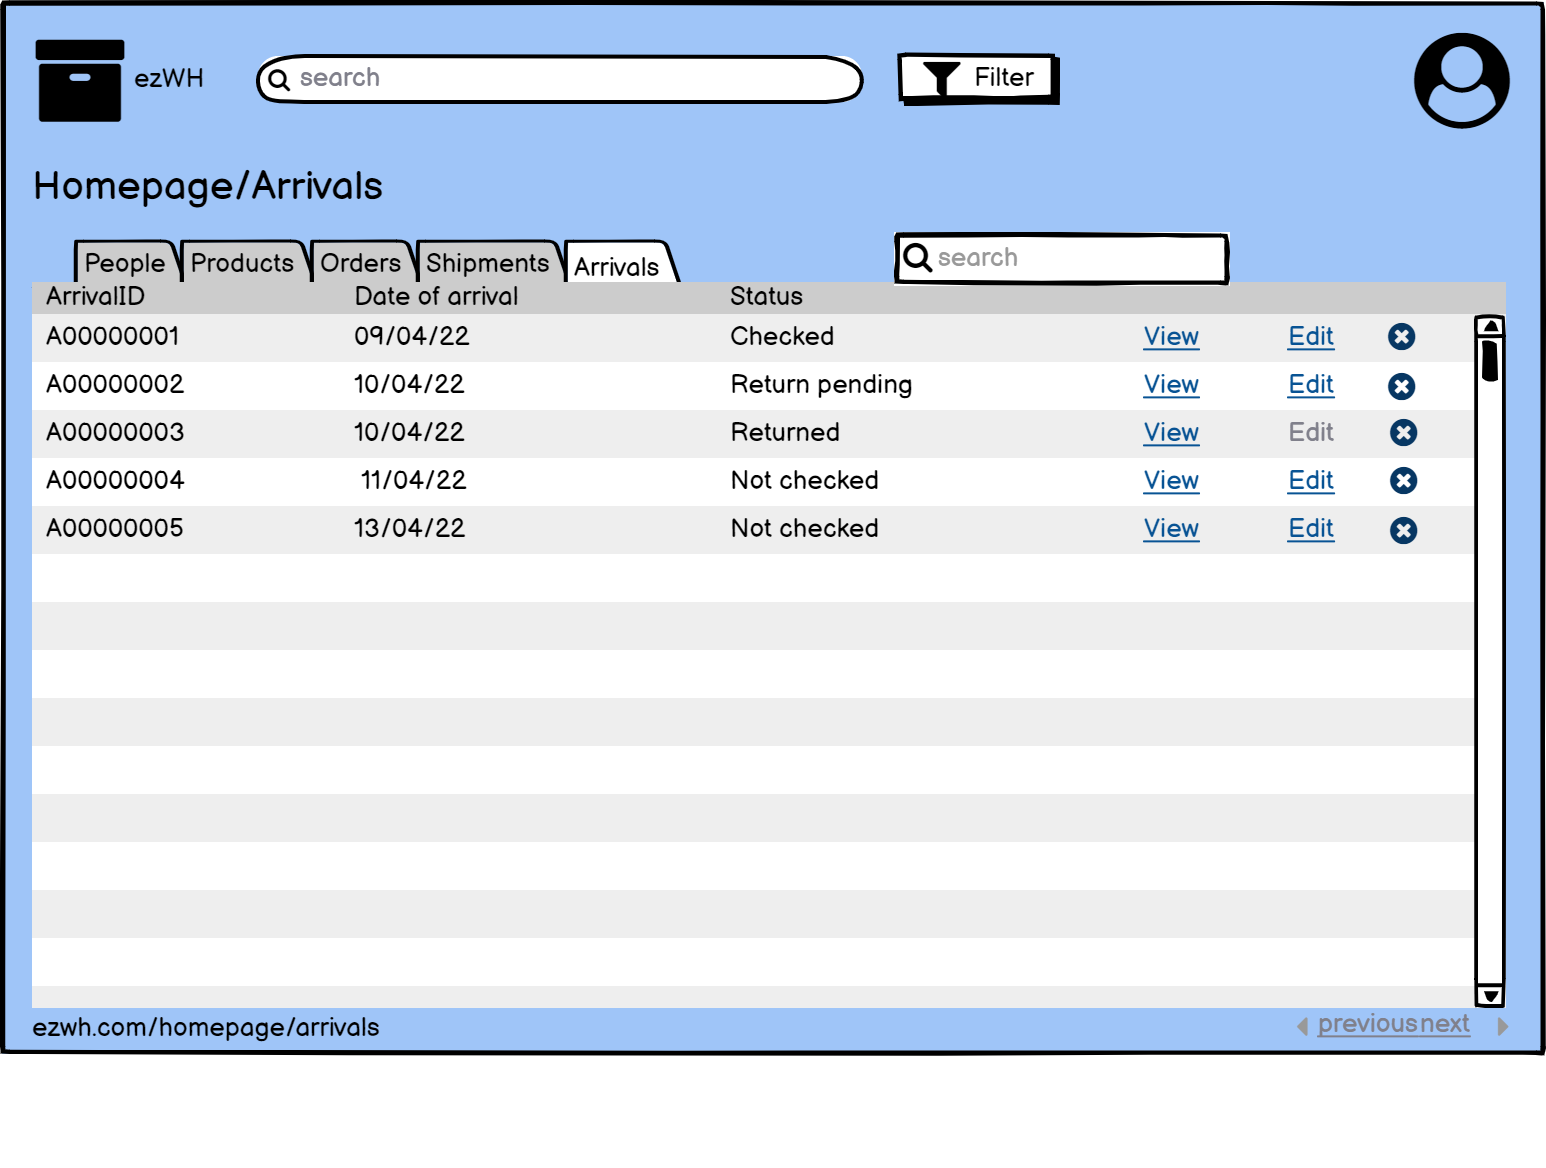 ezWH search Filter
Homepage/Arrivals
People Products Orders Shipments Arrivals search
ArrivalID Date of arrival Status
A00000001 09/04/22 Checked View Edit
A00000002 10/04/22 Return pending View Edit
A00000003 10/04/22 Returned View Edit
A00000004 11/04/22 Not checked View Edit
A00000005 13/04/22 Not checked View Edit
ezwh.com/homepage/arrivals previous next